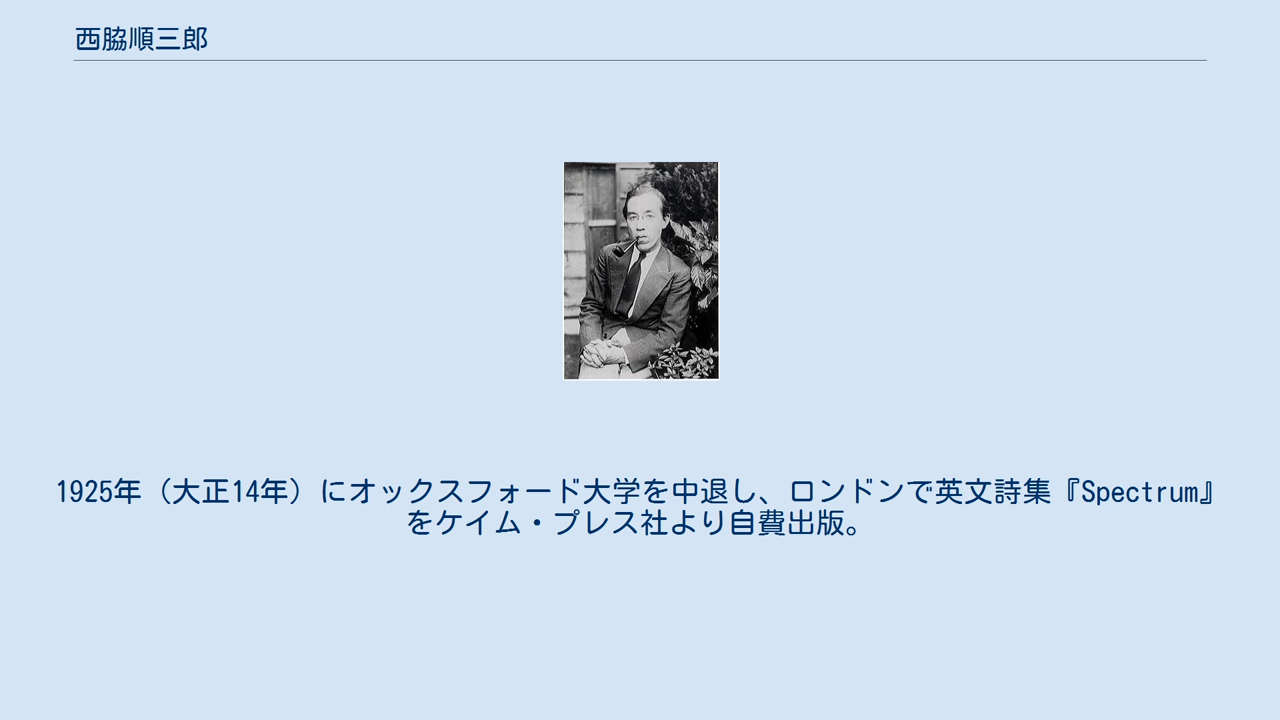 西脇順三郎
1925年（大正14年）にオックスフォード大学を中退し、ロンドンで英文詩集『Spectrum』
をケイム・プレス社より自費出版。